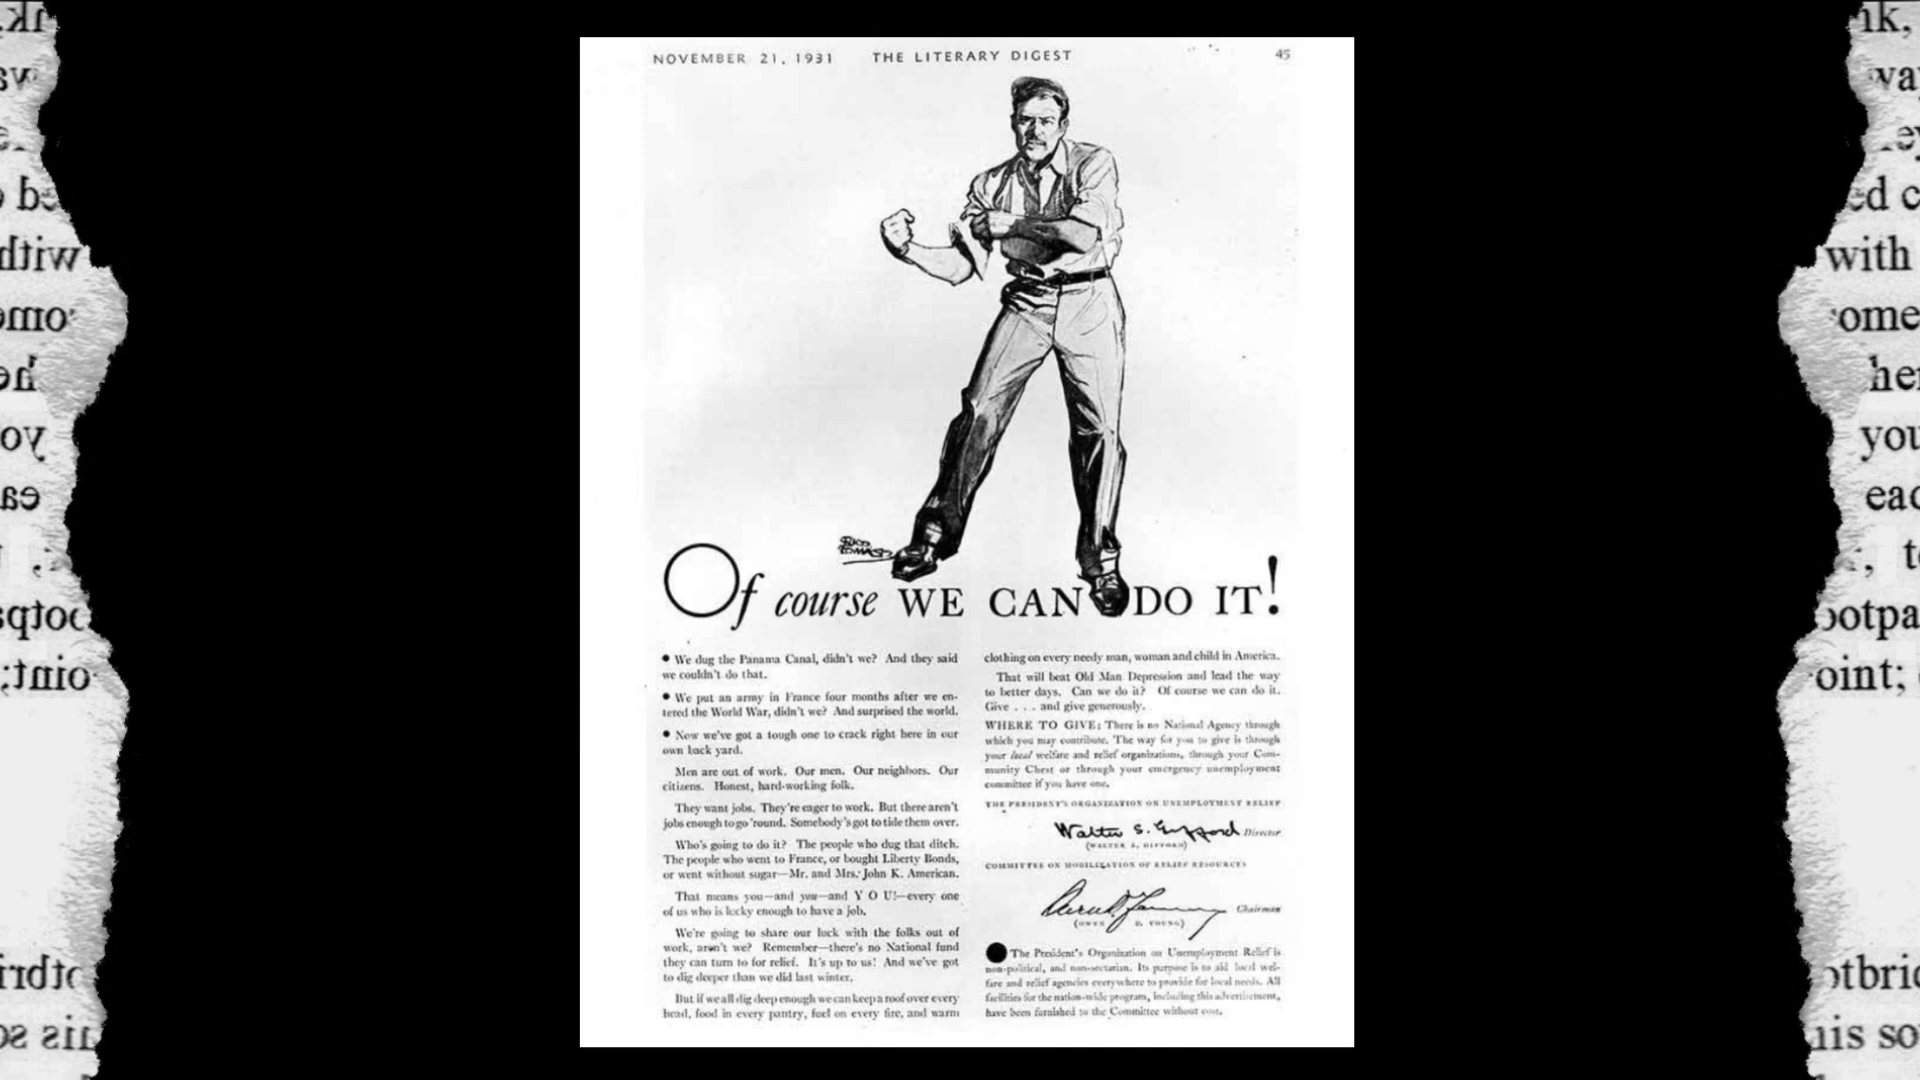 NOVEMBER 21, 1931 THE LITERARY DIGEST 45
Of course WE CAN DO IT!
• We dug the Panama Canal, didn't we? And they said
we couldn't do that.
• We put an army in France four months after we en-
tered the World War, didn't we? And surprised the world.
• Now we've got a tough one to crack right here in our
own back yard.
Men are out of work. Our men. Our neighbors. Our
citizens. Honest, hard-working folk.
They want jobs. They're eager to work. But there aren't
jobs enough to go 'round. Somebody's got to tide them over.
Who's going to do it? The people who dug that ditch.
The people who went to France, or bought Liberty Bonds,
or went without sugar—Mr. and Mrs. John K. American.
That means you—and you—and Y O U!—every one
of us who is lucky enough to have a job.
We're going to share our luck with the folks out of
work, aren't we? Remember—there's no National fund
they can turn to for relief. It's up to us! And we've got
to dig deeper than we did last winter.
But if we all dig deep enough we can keep a roof over every
head, food in every pantry, fuel on every fire, and warm
clothing on every needy man, woman and child in America.
That will beat Old Man Depression and lead the way
to better days. Can we do it? Of course we can do it.
Give . . . and give generously.
WHERE TO GIVE: There is no National Agency through
which you may contribute. The way for you to give is through
your local welfare and relief organizations, through your Com-
munity Chest or through your emergency unemployment
committee if you have one.
THE PRESIDENT'S ORGANIZATION ON UNEMPLOYMENT RELIEF
Walter S. Gifford Director
(WALTER S. GIFFORD)
COMMITTEE ON MOBILIZATION OF RELIEF RESOURCES
Chairman
(OWEN D. YOUNG)
The President's Organization on Unemployment Relief is
non-political, and non-sectarian. Its purpose is to aid local wel-
fare and relief agencies everywhere to provide for local needs. All
facilities for the nation-wide program, including this advertisement,
have been furnished to the Committee without cost.
with
you